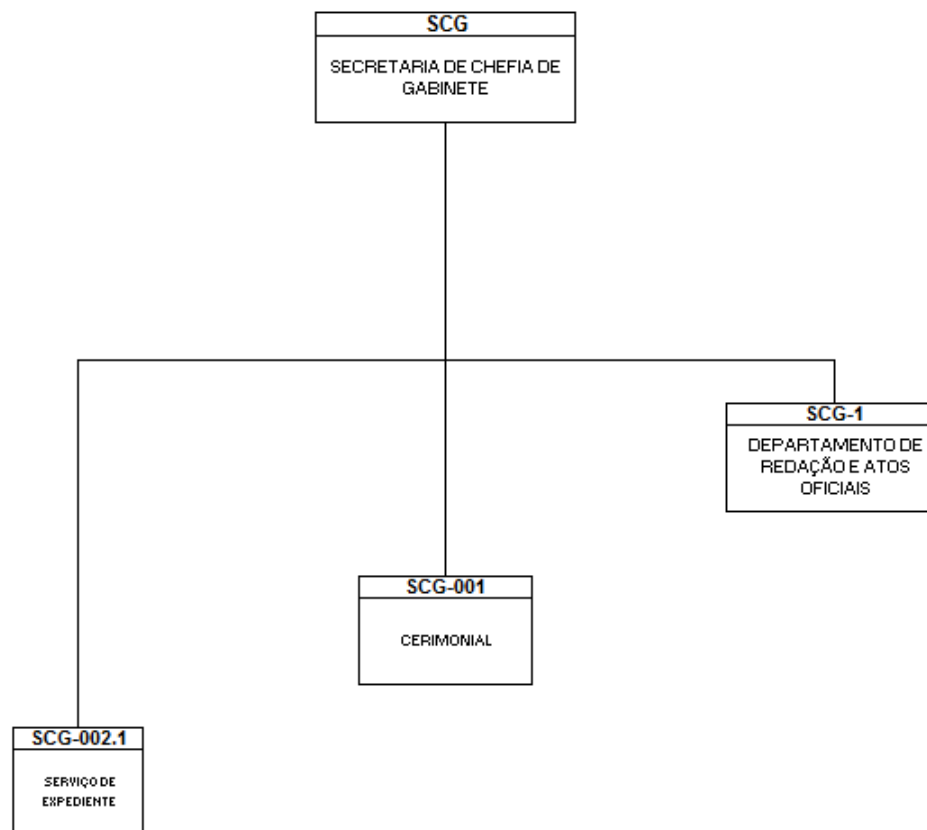 SCG
SECRETARIA DE CHEFIA DE
GABINETE
SCG-1
DEPARTAMENTO DE
REDAÇÃO E ATOS
OFICIAIS
SCG-001
CERIMONIAL
SCG-002.1
SERVIÇO DE
EXPEDIENTE